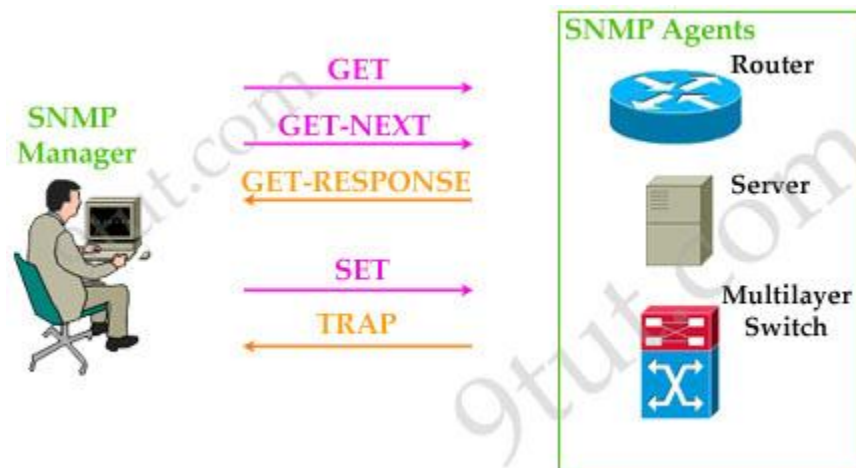 SNMP Agents
GET
Router
SNMP
Manager
GET-NEXT
GET-RESPONSE
Server
SET
TRAP
Multilayer
Switch
9tut.com
9tut.com